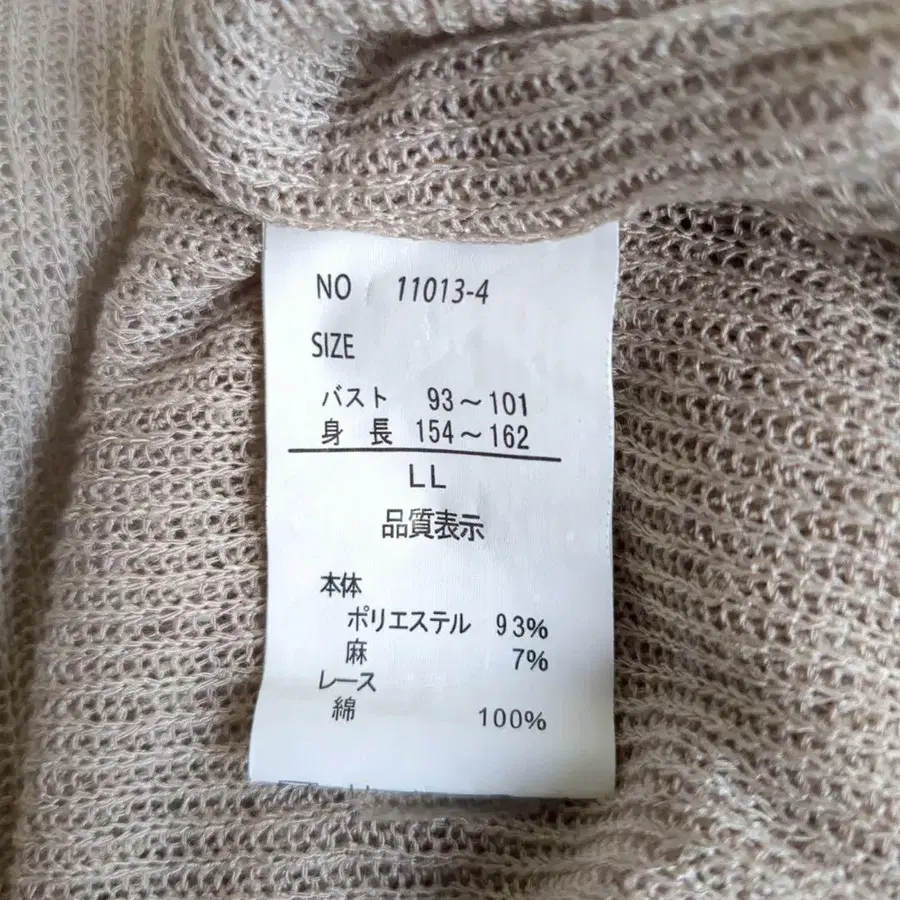 NO 11013-4
SIZE
バスト 93～101
身長 154～162
LL
品質表示
本体
ポリエステル 93%
麻 7%
レース
綿 100%